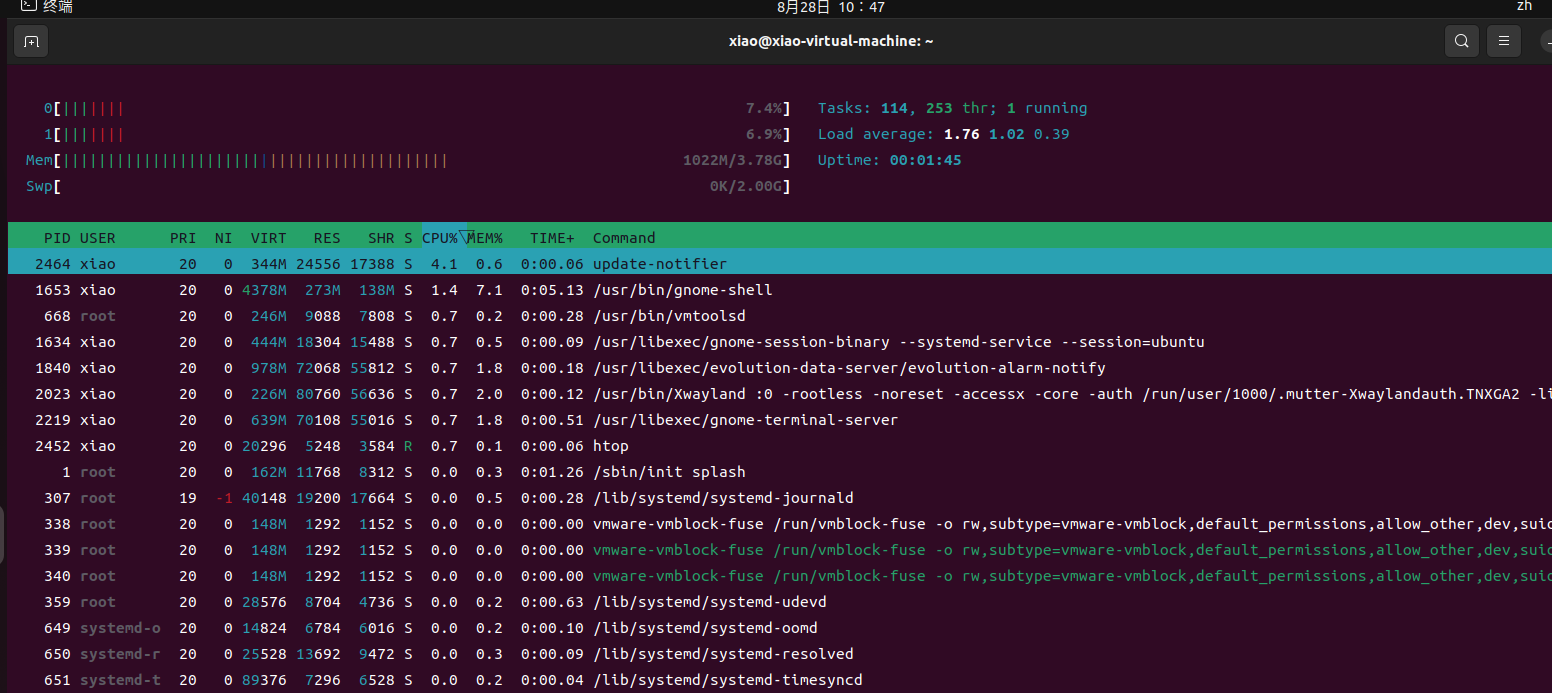 终端
8月28日 10：47
zh
xiao@xiao-virtual-machine: ~
0[||||||| 7.4%] Tasks: 114, 253 thr; 1 running
1[||||||| 6.9%] Load average: 1.76 1.02 0.39
Mem[||||||||||||||||||||||||||||||||||||||||||| 1022M/3.78G] Uptime: 00:01:45
Swp[ 0K/2.00G]
PID USER PRI NI VIRT RES SHR S CPU%▽MEM% TIME+ Command
2464 xiao 20 0 344M 24556 17388 S 4.1 0.6 0:00.06 update-notifier
1653 xiao 20 0 4378M 273M 138M S 1.4 7.1 0:05.13 /usr/bin/gnome-shell
668 root 20 0 246M 9088 7808 S 0.7 0.2 0:00.28 /usr/bin/vmtoolsd
1634 xiao 20 0 444M 18304 15488 S 0.7 0.5 0:00.09 /usr/libexec/gnome-session-binary --systemd-service --session=ubuntu
1840 xiao 20 0 978M 72068 55812 S 0.7 1.8 0:00.18 /usr/libexec/evolution-data-server/evolution-alarm-notify
2023 xiao 20 0 226M 80760 56636 S 0.7 2.0 0:00.12 /usr/bin/Xwayland :0 -rootless -noreset -accessx -core -auth /run/user/1000/.mutter-Xwaylandauth.TNXGA2 -li
2219 xiao 20 0 639M 70108 55016 S 0.7 1.8 0:00.51 /usr/libexec/gnome-terminal-server
2452 xiao 20 0 20296 5248 3584 R 0.7 0.1 0:00.06 htop
1 root 20 0 162M 11768 8312 S 0.0 0.3 0:01.26 /sbin/init splash
307 root 19 -1 40148 19200 17664 S 0.0 0.5 0:00.28 /lib/systemd/systemd-journald
338 root 20 0 148M 1292 1152 S 0.0 0.0 0:00.00 vmware-vmblock-fuse /run/vmblock-fuse -o rw,subtype=vmware-vmblock,default_permissions,allow_other,dev,suid
339 root 20 0 148M 1292 1152 S 0.0 0.0 0:00.00 vmware-vmblock-fuse /run/vmblock-fuse -o rw,subtype=vmware-vmblock,default_permissions,allow_other,dev,suid
340 root 20 0 148M 1292 1152 S 0.0 0.0 0:00.00 vmware-vmblock-fuse /run/vmblock-fuse -o rw,subtype=vmware-vmblock,default_permissions,allow_other,dev,suid
359 root 20 0 28576 8704 4736 S 0.0 0.2 0:00.63 /lib/systemd/systemd-udevd
649 systemd-o 20 0 14824 6784 6016 S 0.0 0.2 0:00.10 /lib/systemd/systemd-oomd
650 systemd-r 20 0 25528 13692 9472 S 0.0 0.3 0:00.09 /lib/systemd/systemd-resolved
651 systemd-t 20 0 89376 7296 6528 S 0.0 0.2 0:00.04 /lib/systemd/systemd-timesyncd